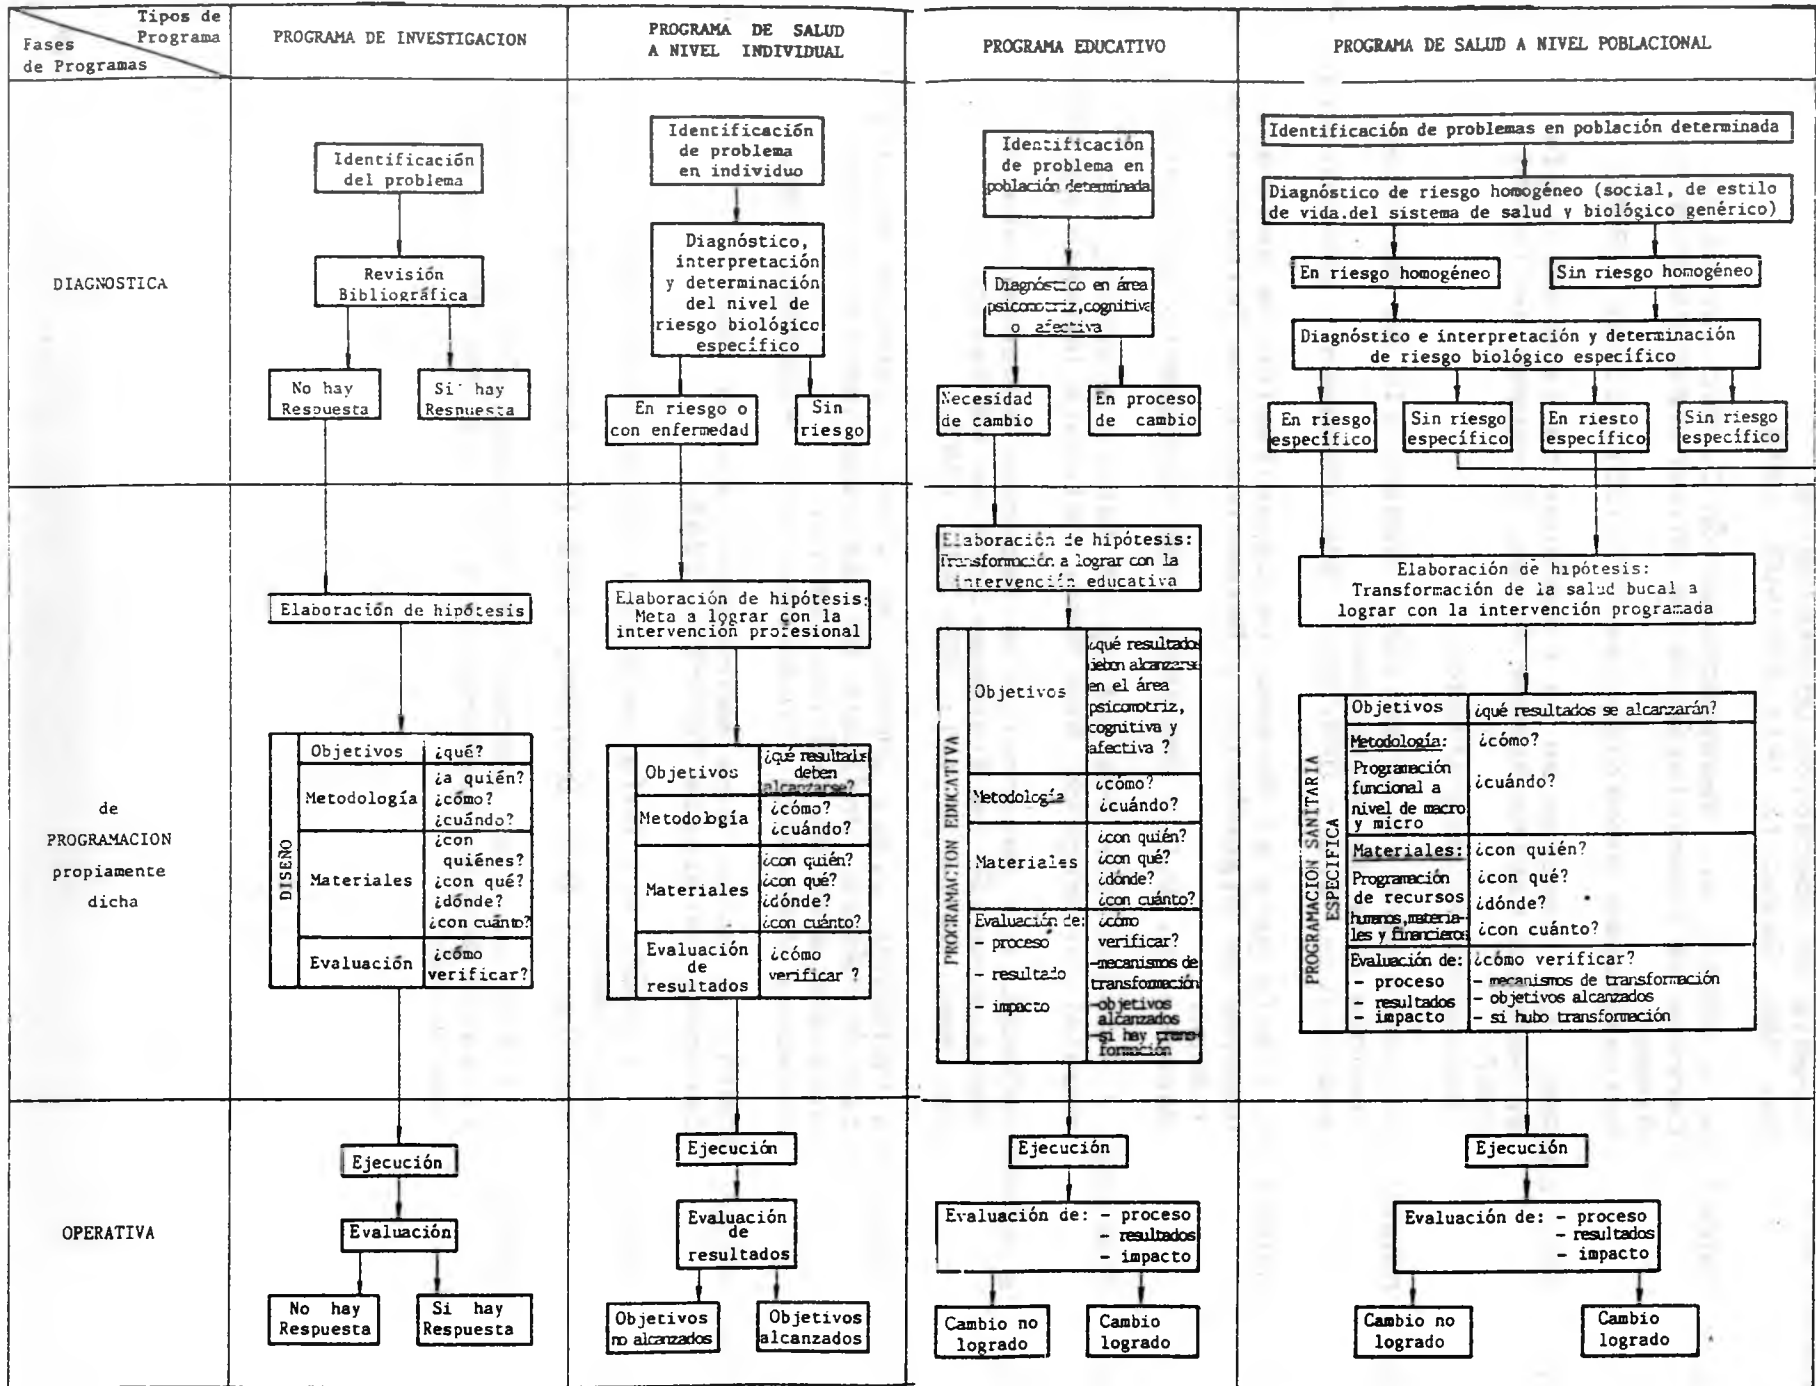 Tipos de
Programa
Fases
de Programas
PROGRAMA DE INVESTIGACION
PROGRAMA DE SALUD
A NIVEL INDIVIDUAL
PROGRAMA EDUCATIVO
PROGRAMA DE SALUD A NIVEL POBLACIONAL
DIAGNOSTICA
Identificación
del problema
Revisión
Bibliográfica
No hay
Respuesta
Si hay
Respuesta
Identificación
de problema
en individuo
Diagnóstico,
interpretación
y determinación
del nivel de
riesgo biológico
específico
En riesgo o
con enfermedad
Sin
riesgo
Identificación
de problema en
población determinada
Diagnóstico en área
psicomotriz,cognitiva
o afectiva
Necesidad
de cambio
En proceso
de cambio
Identificación de problemas en población determinada
Diagnóstico de riesgo homogéneo (social, de estilo
de vida.del sistema de salud y biológico genérico)
En riesgo homogéneo
Sin riesgo homogéneo
Diagnóstico e interpretación y determinación
de riesgo biológico específico
En riesgo
específico
Sin riesgo
específico
En riesto
específico
Sin riesgo
específico
de
PROGRAMACION
propiamente
dicha
Elaboración de hipótesis
DISEÑO
Objetivos
¿qué?
Metodología
¿a quién?
¿cómo?
¿cuándo?
Materiales
¿con
quiénes?
¿con qué?
¿dónde?
¿con cuánto?
Evaluación
¿cómo
verificar?
Elaboración de hipótesis:
Meta a lograr con la
intervención profesional
Objetivos
¿qué resultados
deben
alcanzarse?
Metodología
¿cómo?
¿cuándo?
Materiales
¿con quién?
¿con qué?
¿dónde?
¿con cuánto?
Evaluación
de
resultados
¿cómo
verificar ?
Elaboración de hipótesis:
Transformación a lograr con la
intervención educativa
PROGRAMACION EDUCATIVA
Objetivos
¿qué resultados
deben alcanzarse
en el área
psicomotriz,
cognitiva y
afectiva ?
Metodología
¿cómo?
¿cuándo?
Materiales
¿con quién?
¿con qué?
¿dónde?
¿con cuánto?
Evaluación de:
- proceso
- resultado
- impacto
¿cómo
verificar?
-mecanismos de
transformación
-objetivos
alcanzados
-si hay trans-
formación
Elaboración de hipótesis:
Transformación de la salud bucal a
lograr con la intervención programada
PROGRAMACION SANITARIA
ESPECIFICA
Objetivos
¿qué resultados se alcanzarán?
Metodología:
Programación
funcional a
nivel de macro
y micro
¿cómo?
¿cuándo?
Materiales:
Programación
de recursos
humanos,materia-
les y financieros
¿con quién?
¿con qué?
¿dónde?
¿con cuánto?
Evaluación de:
- proceso
- resultados
- impacto
¿cómo verificar?
- mecanismos de transformación
- objetivos alcanzados
- si hubo transformación
OPERATIVA
Ejecución
Evaluación
No hay
Respuesta
Si hay
Respuesta
Ejecución
Evaluación
de
resultados
Objetivos
no alcanzados
Objetivos
alcanzados
Ejecución
Evaluación de: - proceso
- resultados
- impacto
Cambio no
logrado
Cambio
logrado
Ejecución
Evaluación de: - proceso
- resultados
- impacto
Cambio no
logrado
Cambio
logrado